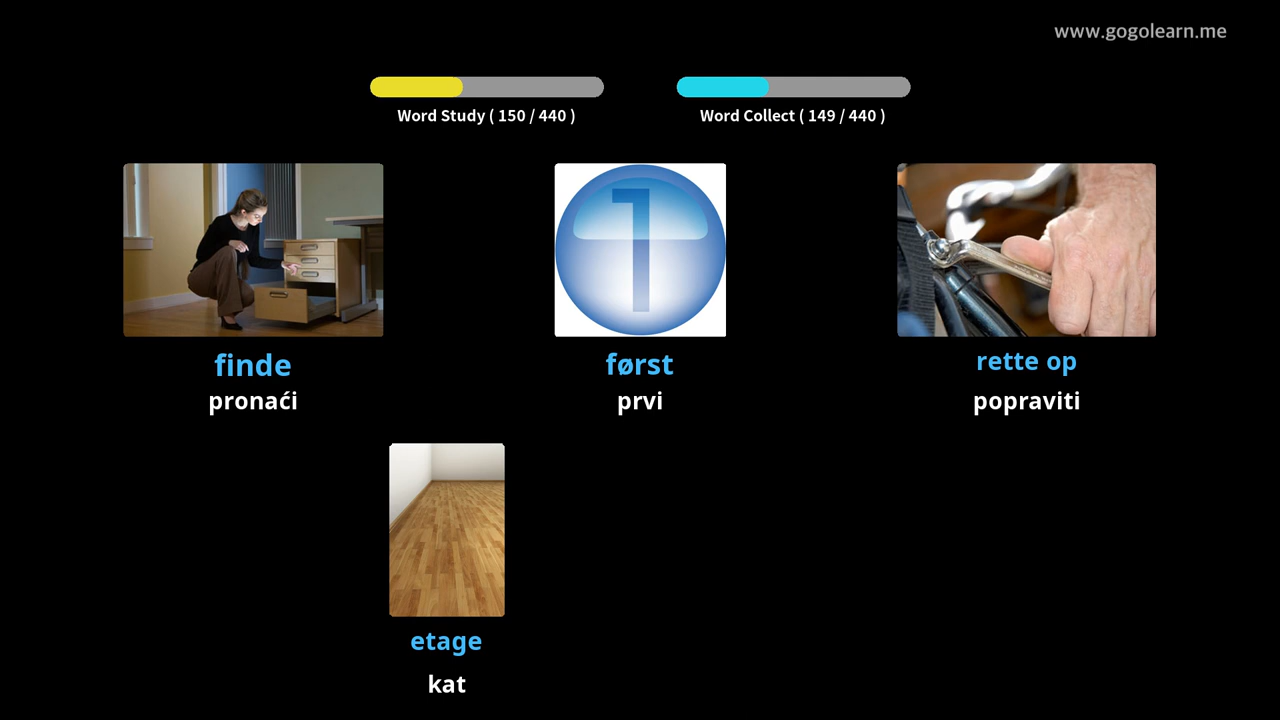 www.gogolearn.me
Word Study ( 150 / 440 )
Word Collect ( 149 / 440 )
1
finde
først
rette op
pronaći
prvi
popraviti
etage
kat